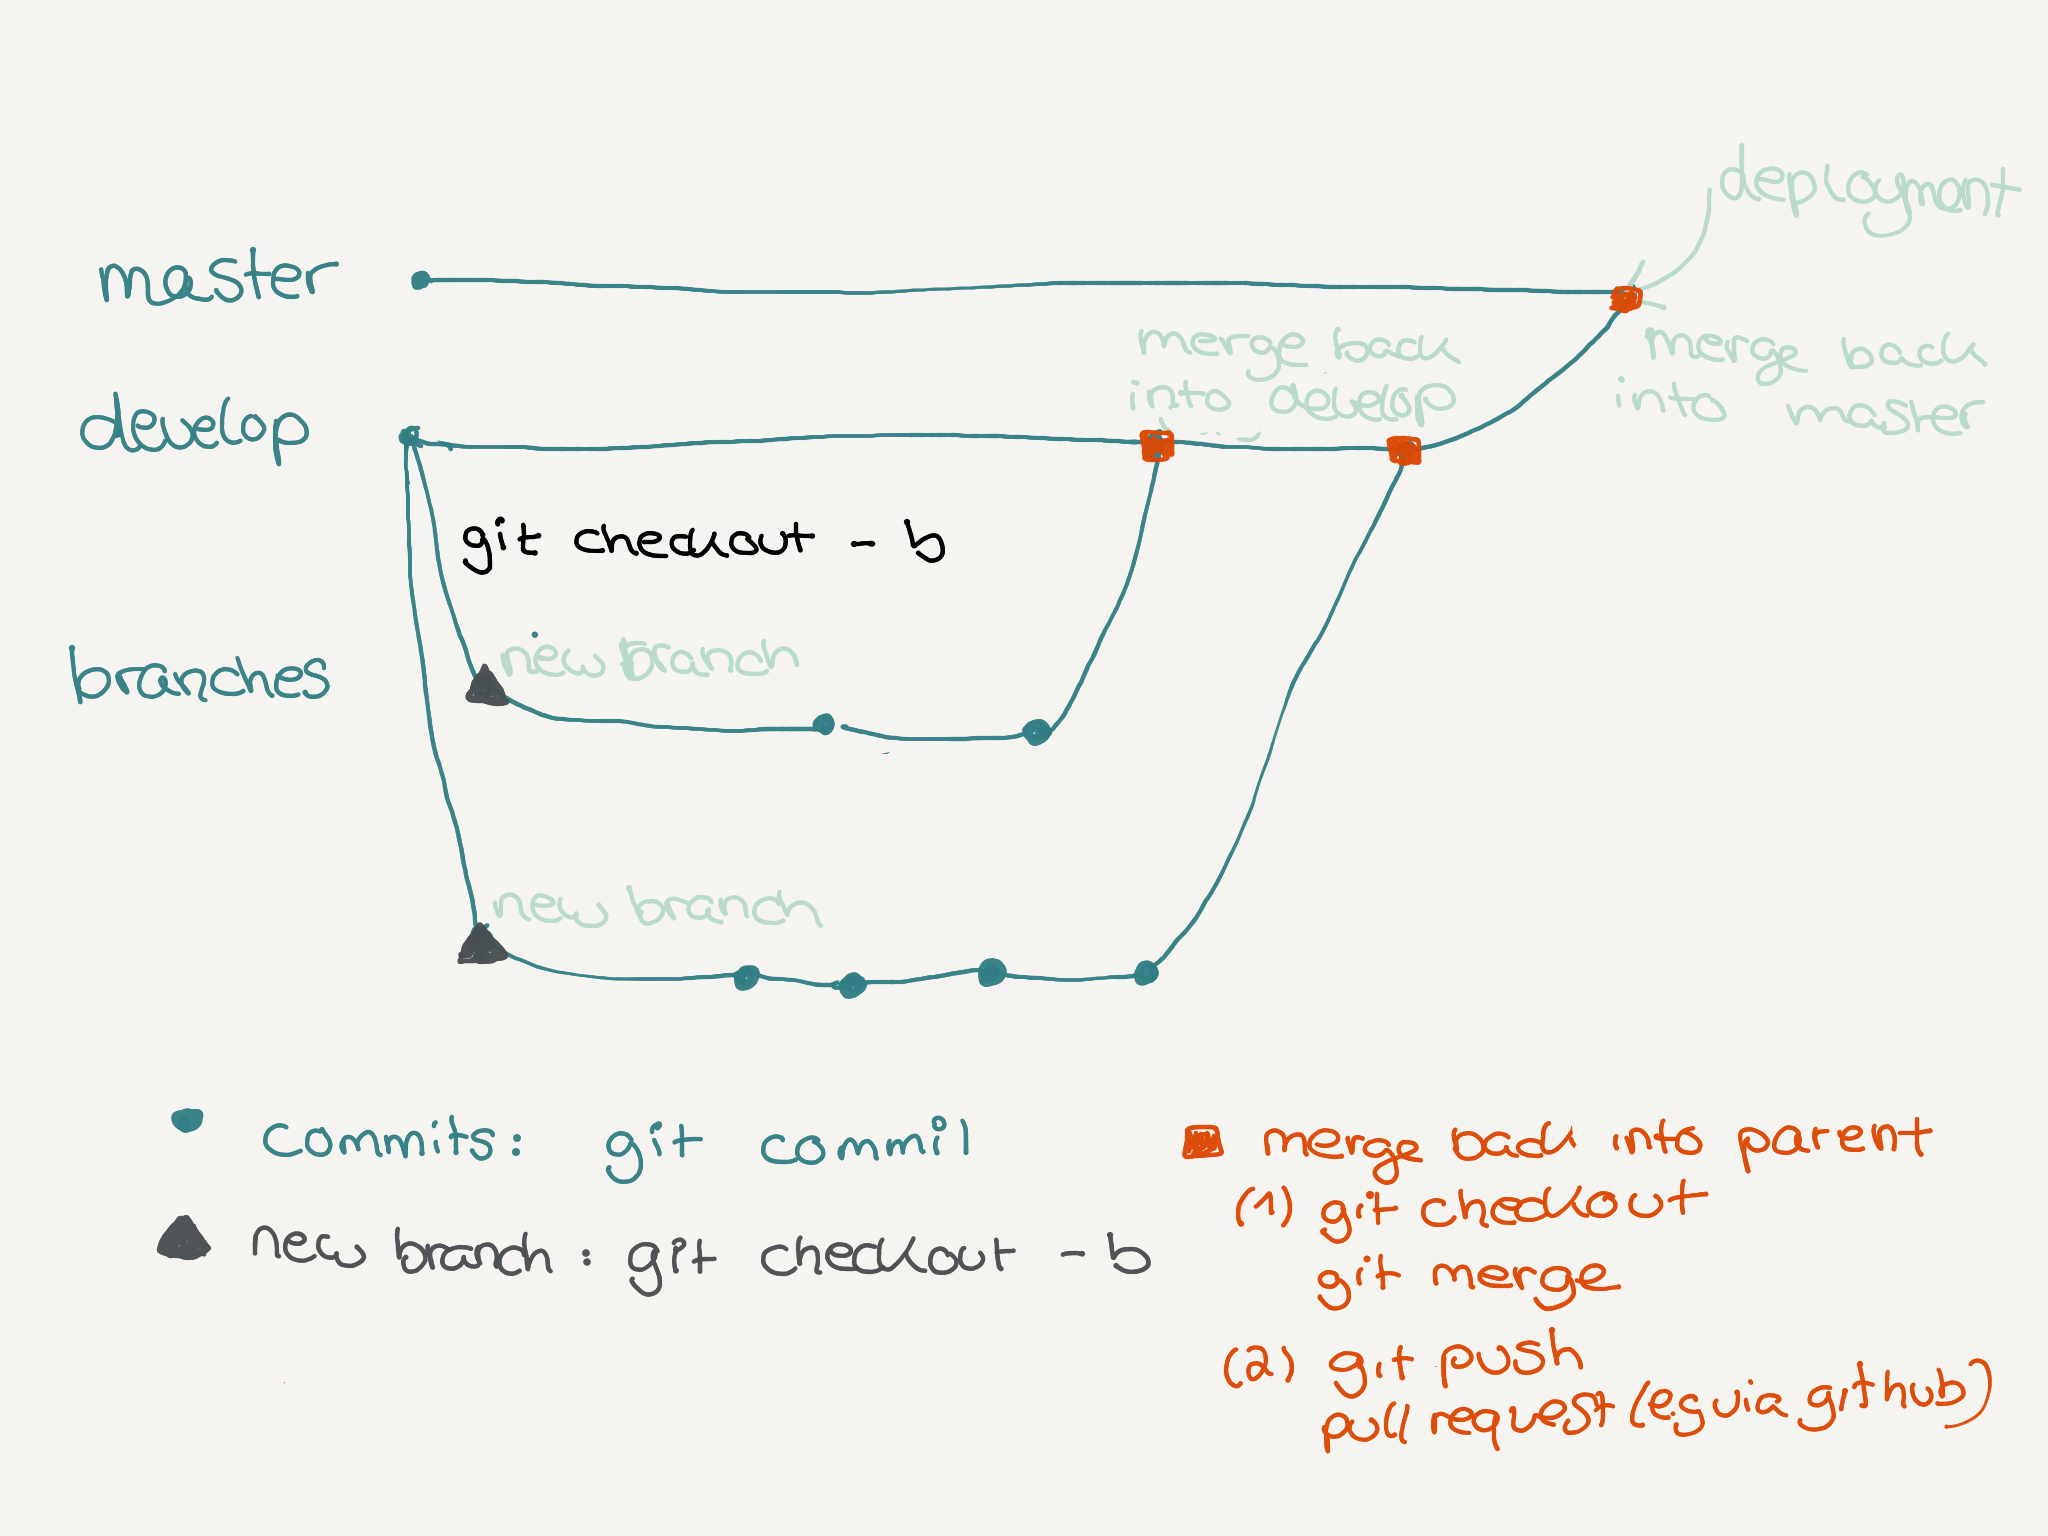 deployment
master
merge back
into develop
merge back
into master
develop
git checkout - b
branches
new branch
new branch
commits: git commit
new branch: git checkout - b
merge back into parent
(1) git checkout
git merge
(2) git push
pull request (e.g via github)